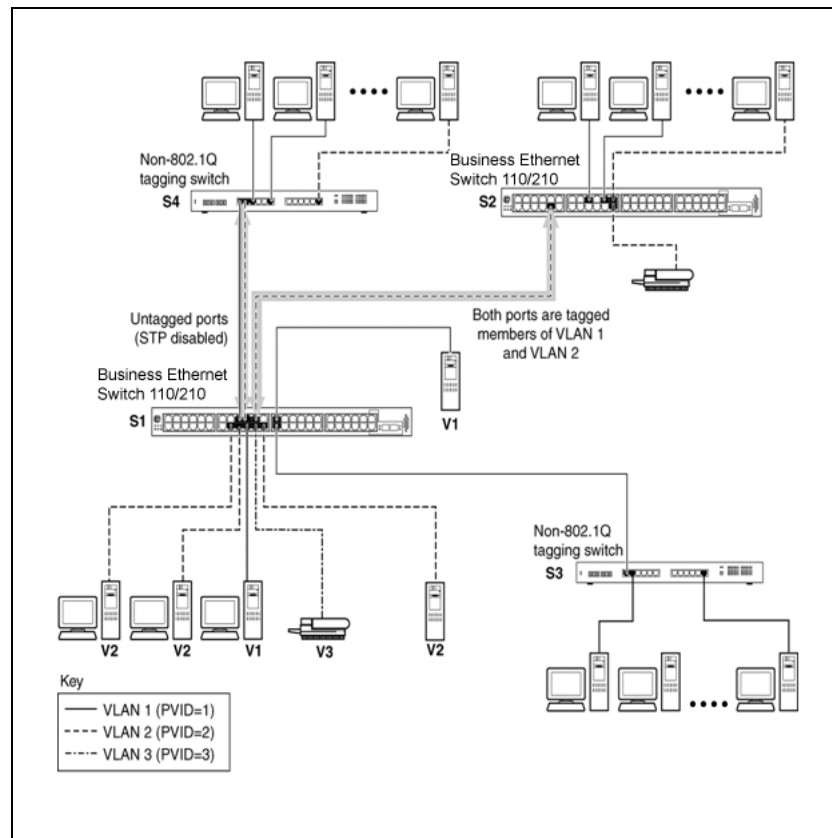 Non-802.1Q
tagging switch
S4
Business Ethernet
Switch 110/210
S2
Untagged ports
(STP disabled)
Both ports are tagged
members of VLAN 1
and VLAN 2
Business Ethernet
Switch 110/210
S1
V1
Non-802.1Q
tagging switch
S3
V2
V2
V1
V3
V2
Key
VLAN 1 (PVID=1)
VLAN 2 (PVID=2)
VLAN 3 (PVID=3)